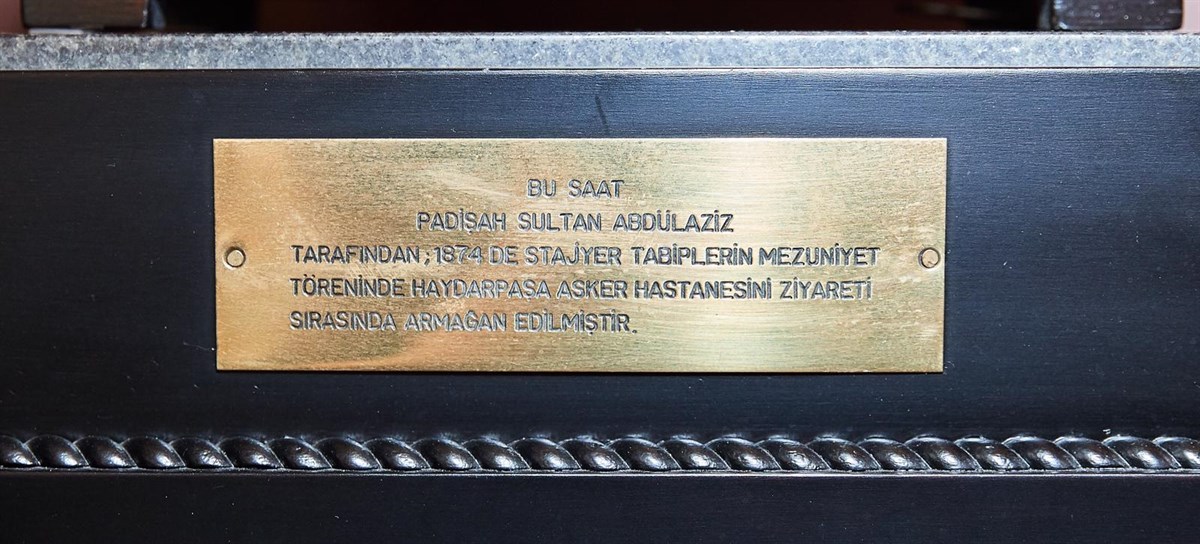 BU SAAT
PADİŞAH SULTAN ABDÜLAZİZ
TARAFINDAN; 1874 DE STAJYER TABİPLERİN MEZUNİYET
TÖRENİNDE HAYDARPAŞA ASKER HASTANESİNİ ZİYARETİ
SIRASINDA ARMAĞAN EDİLMİŞTİR.